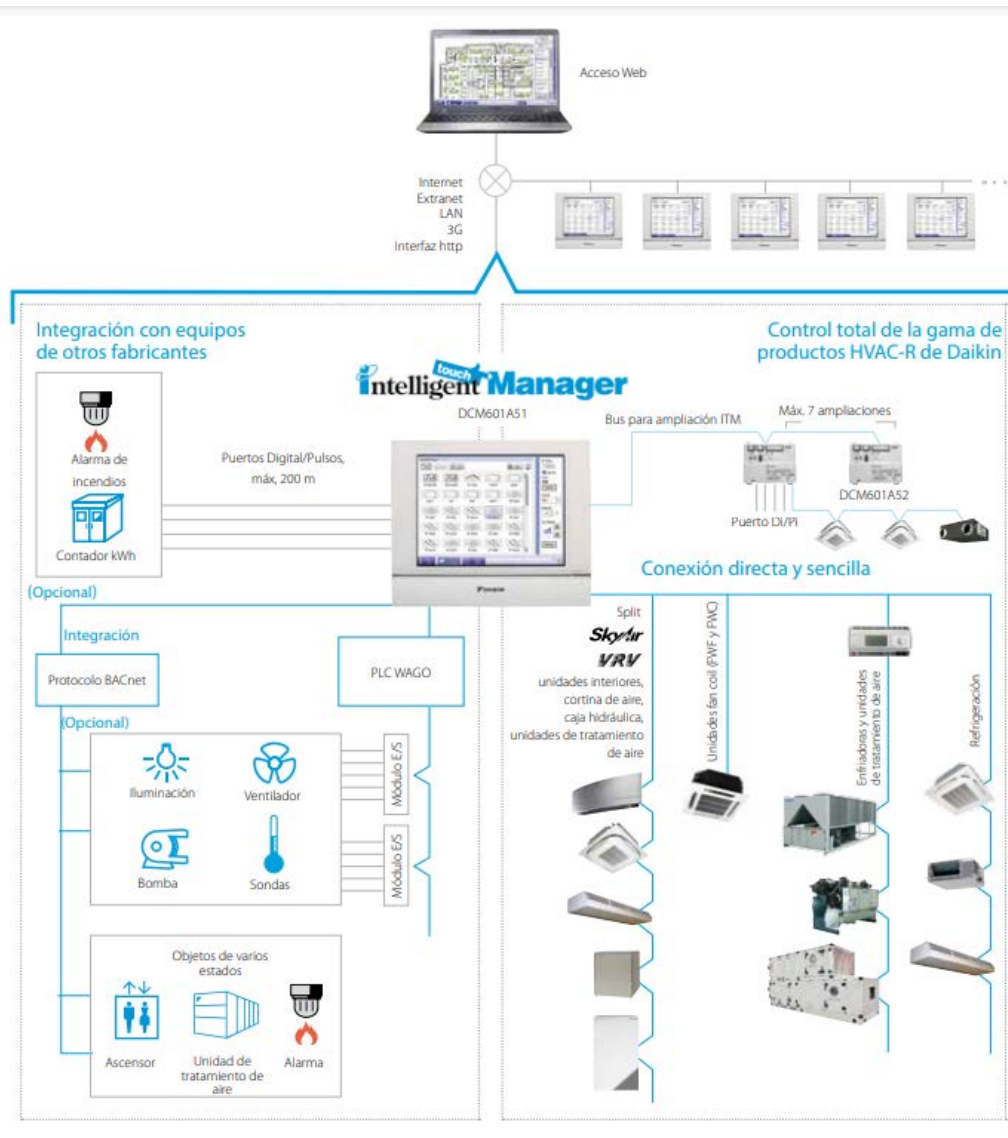 Acceso Web
Internet
Extranet
LAN
3G
Interfaz http
Integración con equipos
de otros fabricantes
Control total de la gama de
productos HVAC-R de Daikin
intelligent touch Manager
DCM601A51
Alarma de
incendios
Contador kWh
Puertos Digital/Pulsos,
máx, 200 m
Bus para ampliación ITM
Máx. 7 ampliaciones
DCM601A52
Puerto DI/PI
Conexión directa y sencilla
(Opcional)
Integración
Protocolo BACnet
PLC WAGO
(Opcional)
Iluminación
Ventilador
Bomba
Sondas
Módulo E/S
Módulo E/S
Objetos de varios
estados
Ascensor
Unidad de
tratamiento de
aire
Alarma
Split
SkyAir
VRV
unidades interiores,
cortina de aire,
caja hidráulica,
unidades de tratamiento
de aire
Unidades fan coil (FWF y FWC)
Enfriadoras y unidades
de tratamiento de aire
Refrigeración